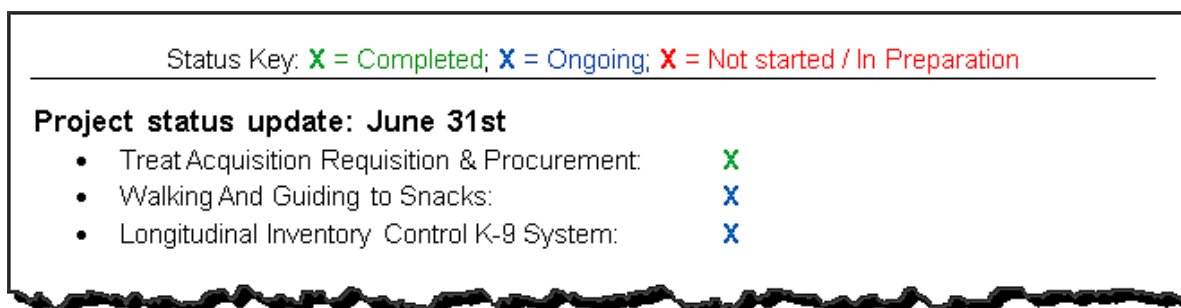 Status Key: X = Completed; X = Ongoing; X = Not started / In Preparation
Project status update: June 31st
• Treat Acquisition Requisition & Procurement: X
• Walking And Guiding to Snacks: X
• Longitudinal Inventory Control K-9 System: X